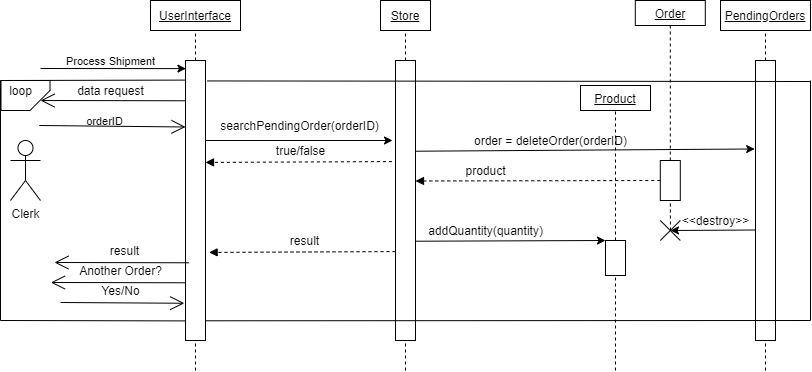 UserInterface
Store
Order
PendingOrders
Process Shipment
loop
data request
Product
orderID
searchPendingOrder(orderID)
order = deleteOrder(orderID)
true/false
product
Clerk
<<destroy>>
addQuantity(quantity)
result
result
Another Order?
Yes/No